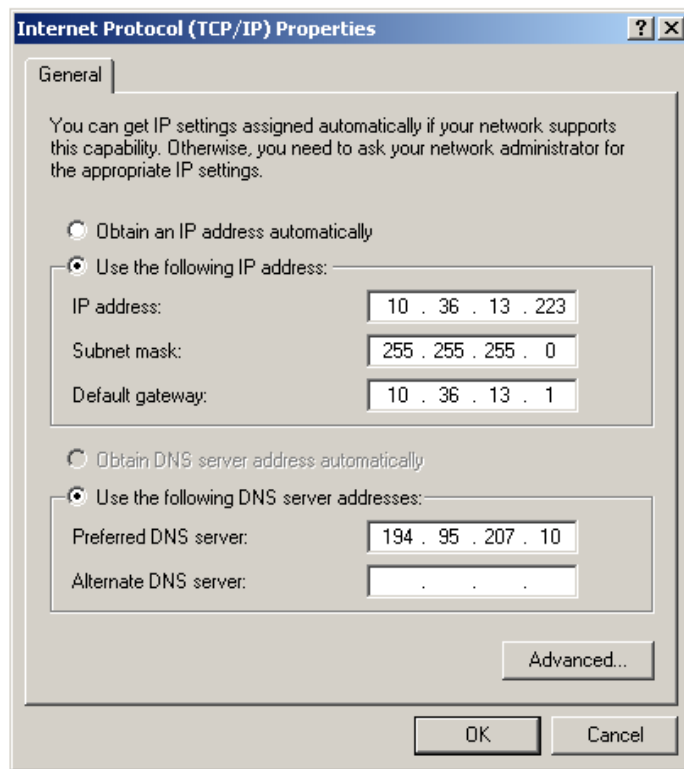 Internet Protocol (TCP/IP) Properties
General
You can get IP settings assigned automatically if your network supports
this capability. Otherwise, you need to ask your network administrator for
the appropriate IP settings.
Obtain an IP address automatically
Use the following IP address:
IP address: 10 . 36 . 13 . 223
Subnet mask: 255 . 255 . 255 . 0
Default gateway: 10 . 36 . 13 . 1
Obtain DNS server address automatically
Use the following DNS server addresses:
Preferred DNS server: 194 . 95 . 207 . 10
Alternate DNS server: . . .
Advanced...
OK Cancel